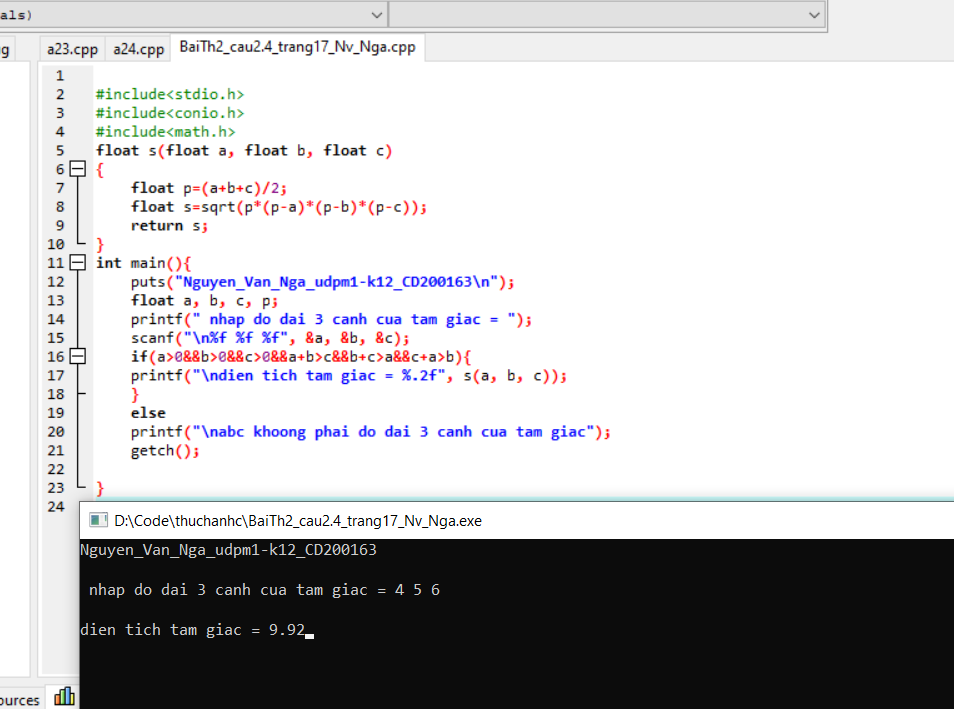 als)
g
a23.cpp a24.cpp BaiTh2_cau2.4_trang17_Nv_Nga.cpp
1
2 #include<stdio.h>
3 #include<conio.h>
4 #include<math.h>
5 float s(float a, float b, float c)
6 {
7 float p=(a+b+c)/2;
8 float s=sqrt(p*(p-a)*(p-b)*(p-c));
9 return s;
10 }
11 int main(){
12 puts("Nguyen_Van_Nga_udpm1-k12_CD200163\n");
13 float a, b, c, p;
14 printf(" nhap do dai 3 canh cua tam giac = ");
15 scanf("\n%f %f %f", &a, &b, &c);
16 if(a>0&&b>0&&c>0&&a+b>c&&b+c>a&&c+a>b){
17 printf("\ndien tich tam giac = %.2f", s(a, b, c));
18 }
19 else
20 printf("\nabc khoong phai do dai 3 canh cua tam giac");
21 getch();
22
23 }
24
D:\Code\thuchanhc\BaiTh2_cau2.4_trang17_Nv_Nga.exe
Nguyen_Van_Nga_udpm1-k12_CD200163
nhap do dai 3 canh cua tam giac = 4 5 6
dien tich tam giac = 9.92
ources